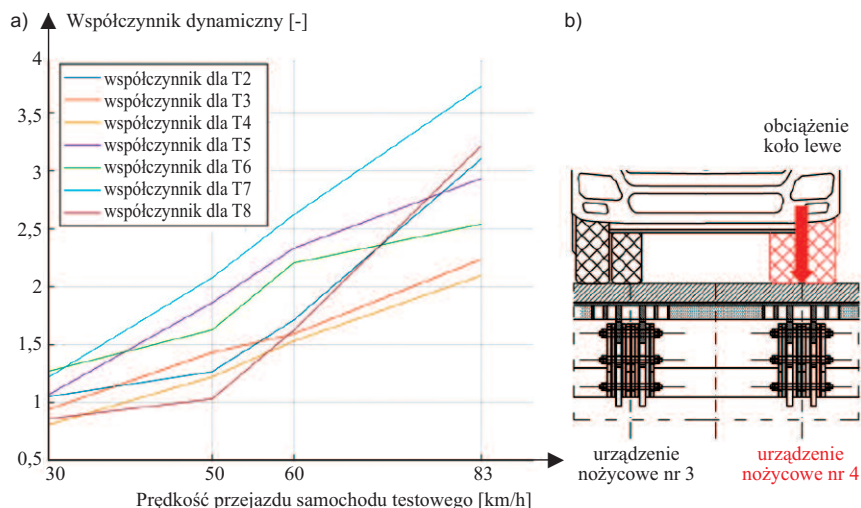 a)
Współczynnik dynamiczny [-]
4
3,5
3
2,5
2
1,5
1
0,5
współczynnik dla T2
współczynnik dla T3
współczynnik dla T4
współczynnik dla T5
współczynnik dla T6
współczynnik dla T7
współczynnik dla T8
30
50
60
83
Prędkość przejazdu samochodu testowego [km/h]
b)
obciążenie
koło lewe
urządzenie
nożycowe nr 3
urządzenie
nożycowe nr 4